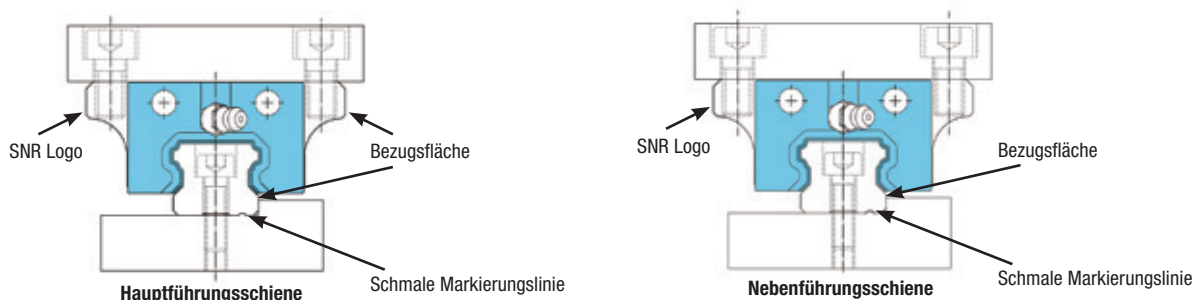 SNR Logo
Bezugsfläche
Schmale Markierungslinie
Hauptführungsschiene
SNR Logo
Bezugsfläche
Schmale Markierungslinie
Nebenführungsschiene